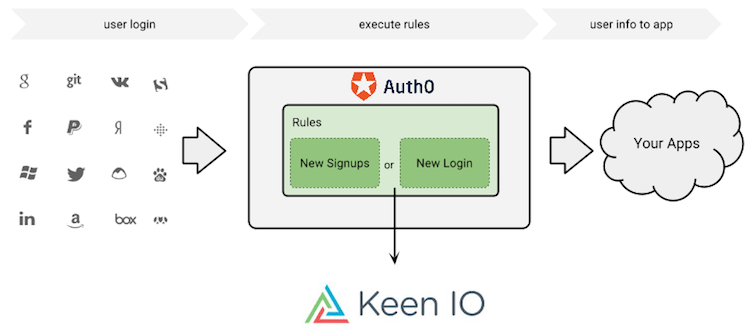 user login
execute rules
user info to app
g
git
Я
in
a
box
Auth0
Rules
New Signups or New Login
Your Apps
Keen IO